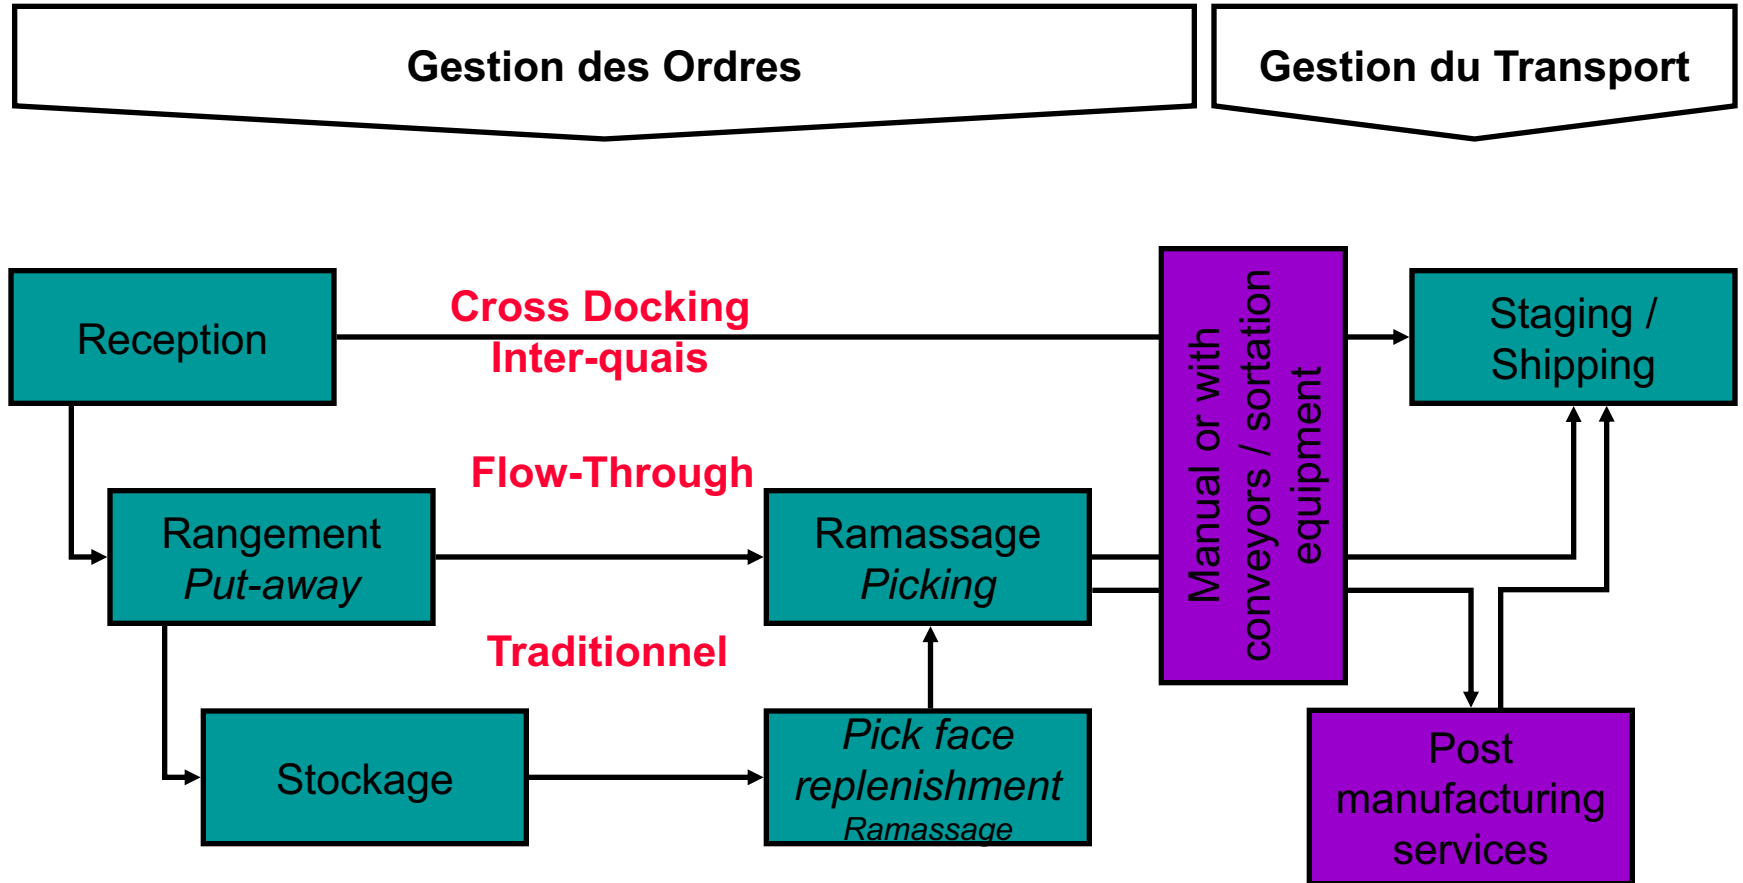 Gestion des Ordres
Gestion du Transport
Reception
Cross Docking
Inter-quais
Manual or with
conveyors / sortation
equipment
Staging /
Shipping
Flow-Through
Rangement
Put-away
Ramassage
Picking
Traditionnel
Stockage
Pick face
replenishment
Ramassage
Post
manufacturing
services